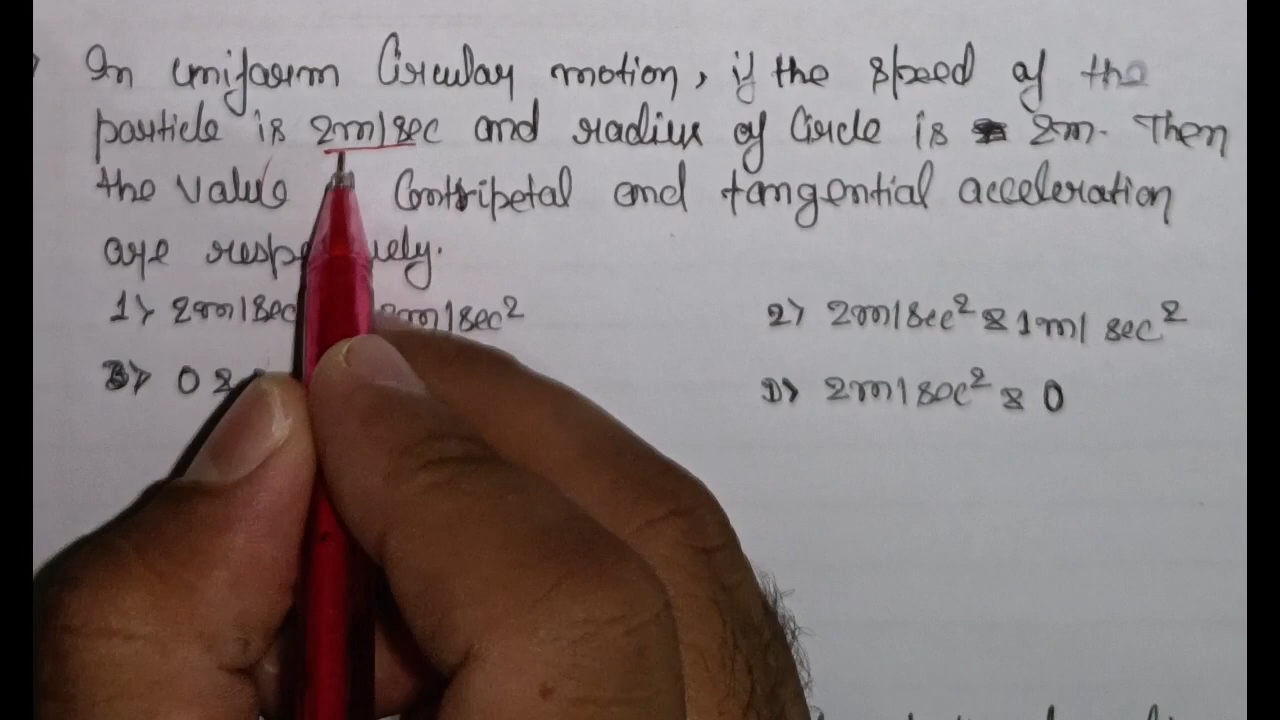 In uniform Circular motion, if the speed of the
particle is 2m/sec and radius of Circle is 2m. Then
the value Centripetal and tangential acceleration
are
1) 2m/sec 2m/sec²
2) 2m/sec² & 1m/ sec²
3) 0 &
D) 2m/sec² & 0